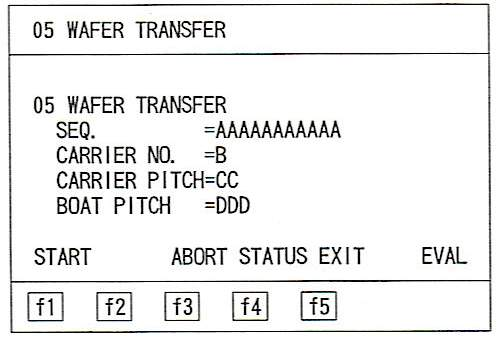 05 WAFER TRANSFER
05 WAFER TRANSFER
SEQ. =AAAAAAAAAAA
CARRIER NO. =B
CARRIER PITCH=CC
BOAT PITCH =DDD
START ABORT STATUS EXIT EVAL
f1 f2 f3 f4 f5